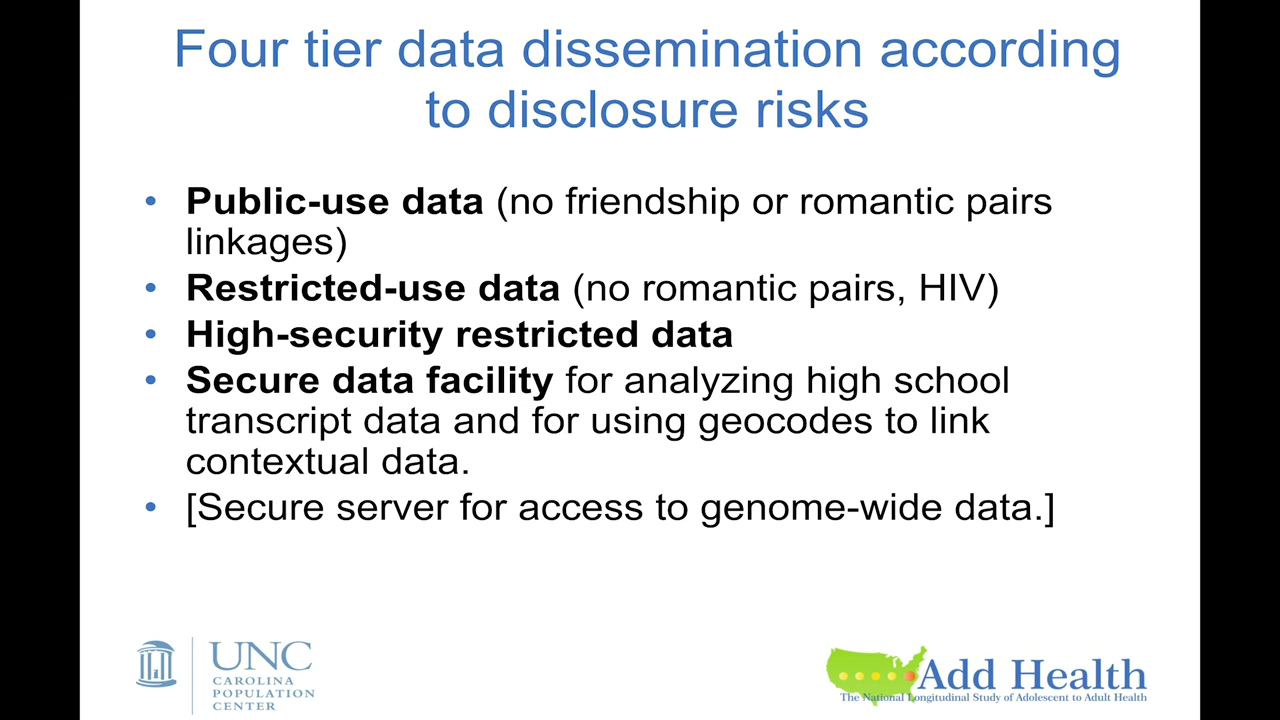 Four tier data dissemination according
to disclosure risks
• Public-use data (no friendship or romantic pairs
linkages)
• Restricted-use data (no romantic pairs, HIV)
• High-security restricted data
• Secure data facility for analyzing high school
transcript data and for using geocodes to link
contextual data.
• [Secure server for access to genome-wide data.]
UNC
CAROLINA
POPULATION
CENTER
Add Health
The National Longitudinal Study of Adolescent to Adult Health